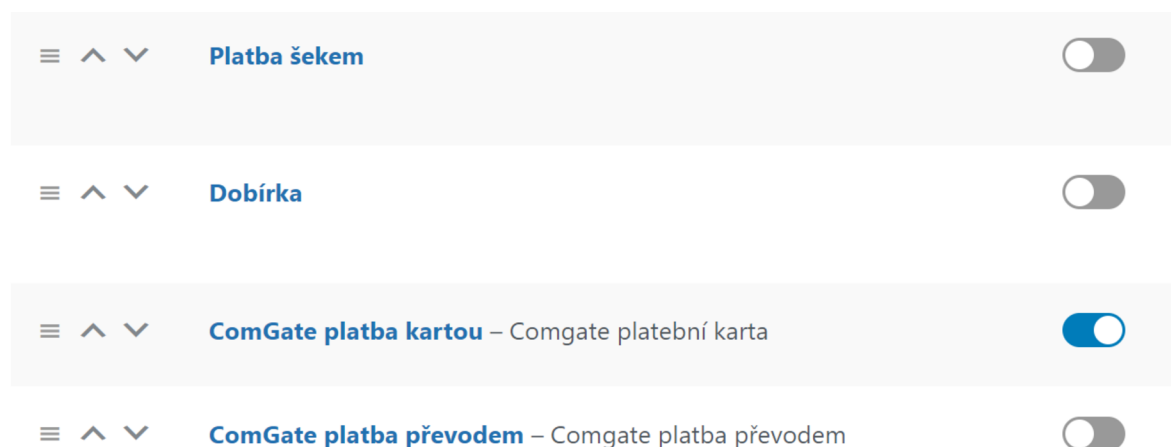 Platba šekem
Dobírka
ComGate platba kartou – Comgate platební karta
ComGate platba převodem – Comgate platba převodem